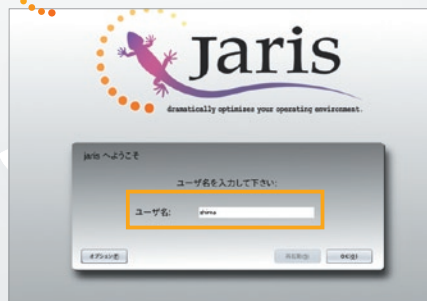 Jaris
dramatically optimizes your operating environment.
jaris へようこそ
ユーザ名を入力して下さい:
ユーザ名:
オプション(P)
OK(O)